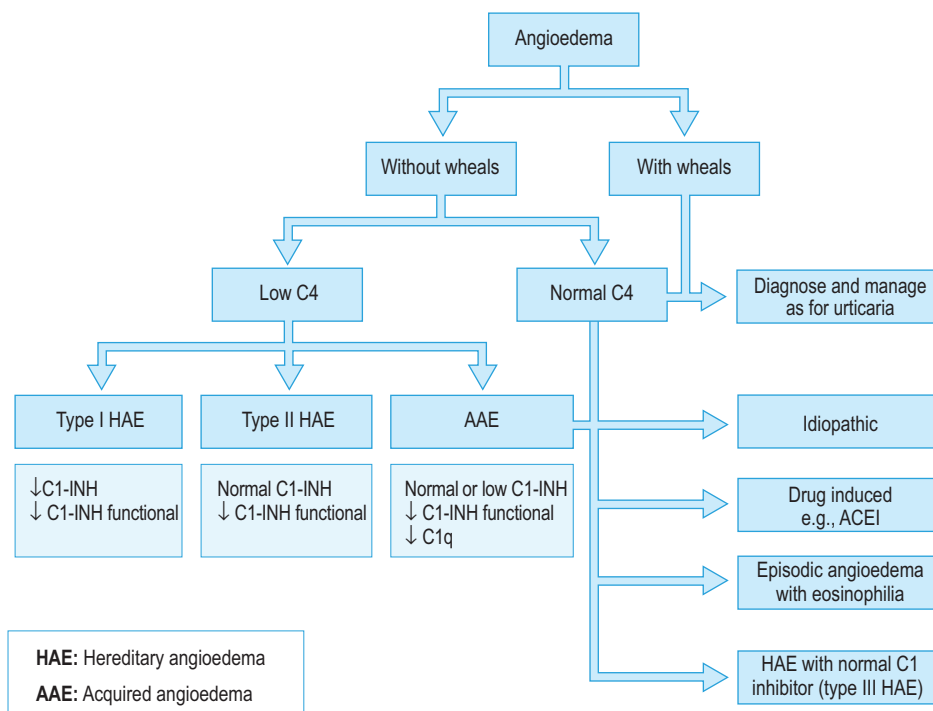 Angioedema
Without wheals
With wheals
Low C4
Normal C4
Diagnose and manage
as for urticaria
Type I HAE
Type II HAE
AAE
Idiopathic
↓C1-INH
↓ C1-INH functional
Normal C1-INH
↓ C1-INH functional
Normal or low C1-INH
↓ C1-INH functional
↓ C1q
Drug induced
e.g., ACEI
Episodic angioedema
with eosinophilia
HAE with normal C1
inhibitor (type III HAE)
HAE: Hereditary angioedema
AAE: Acquired angioedema